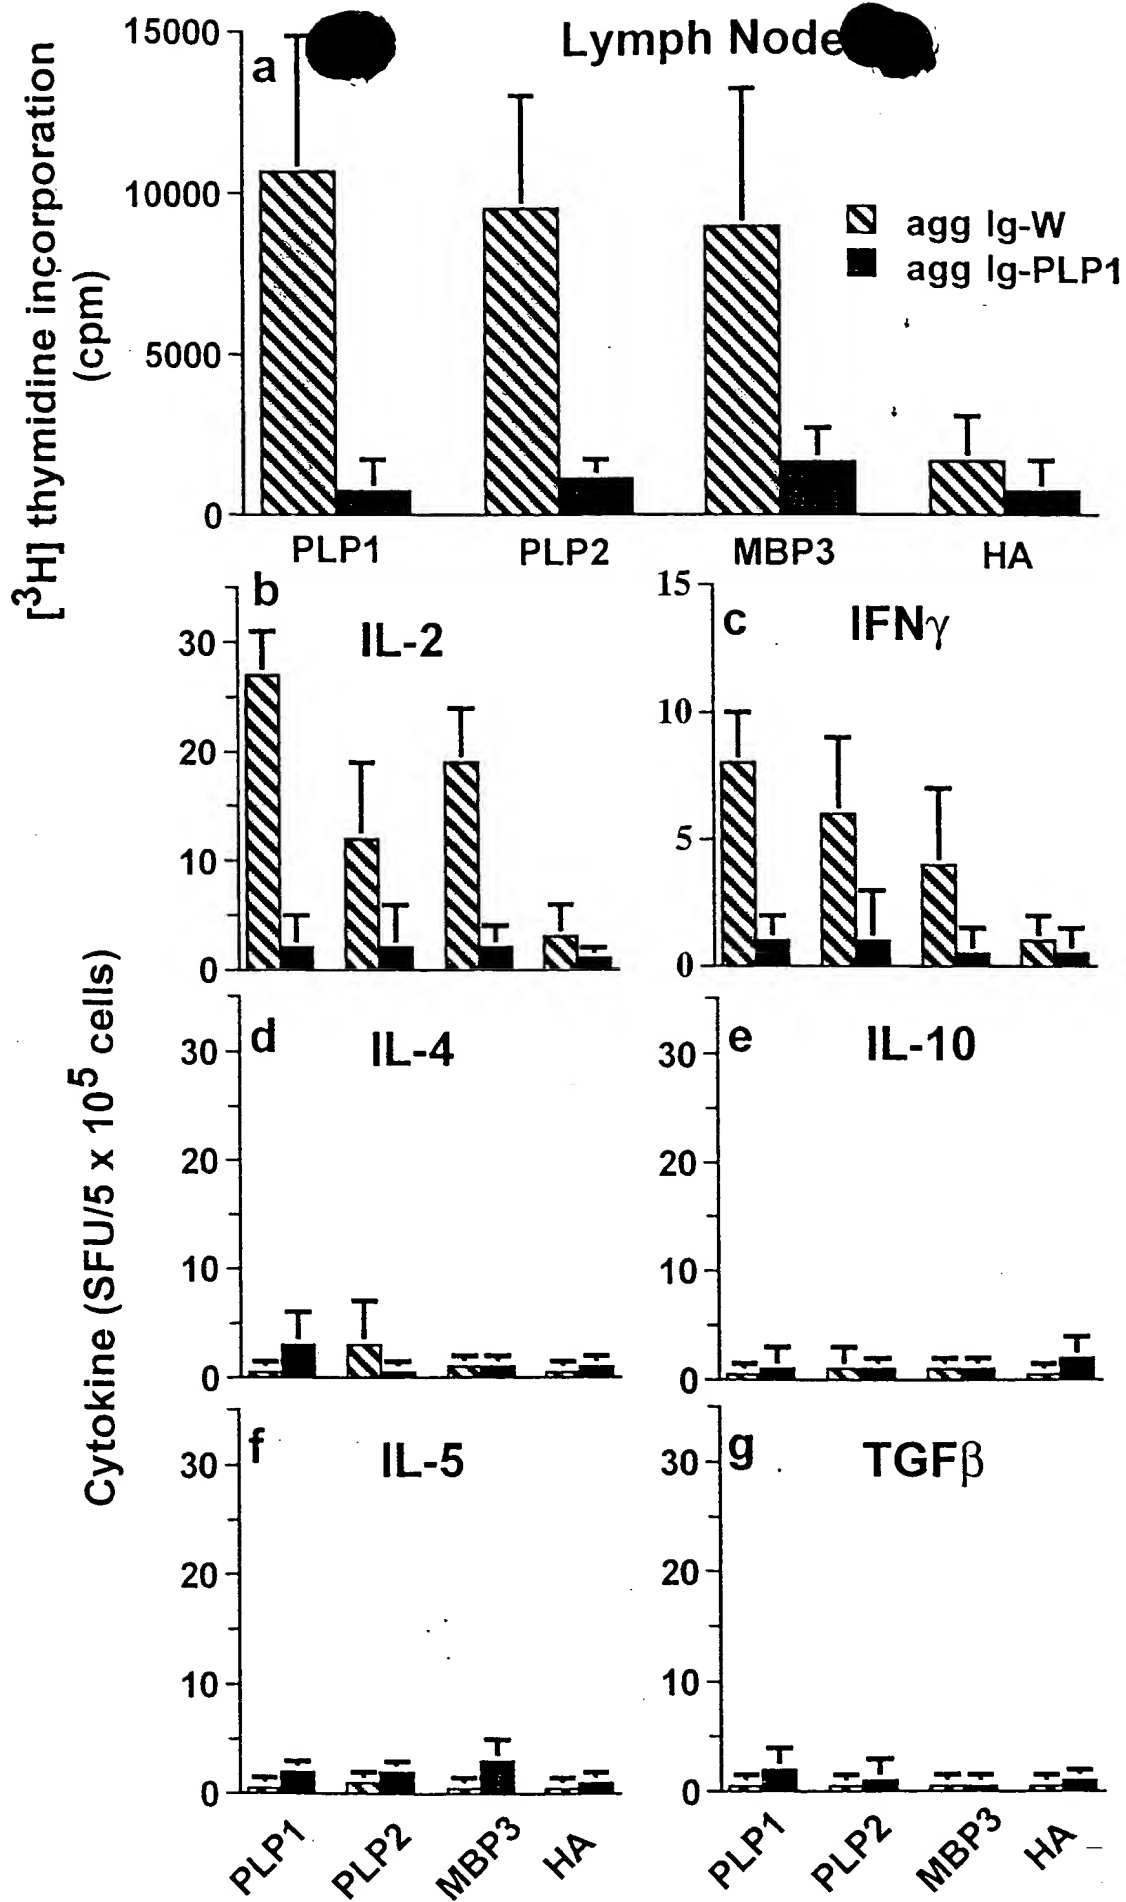 Lymph Node
a
15000
10000
5000
0
[³H] thymidine incorporation
(cpm)
agg Ig-W
agg Ig-PLP1
PLP1 PLP2 MBP3 HA
b
IL-2
30
20
10
0
c
IFNγ
15
10
5
0
Cytokine (SFU/5 x 10⁵ cells)
d
IL-4
30
20
10
0
e
IL-10
30
20
10
0
f
IL-5
30
20
10
0
PLP1 PLP2 MBP3 HA
g
TGFβ
30
20
10
0
PLP1 PLP2 MBP3 HA